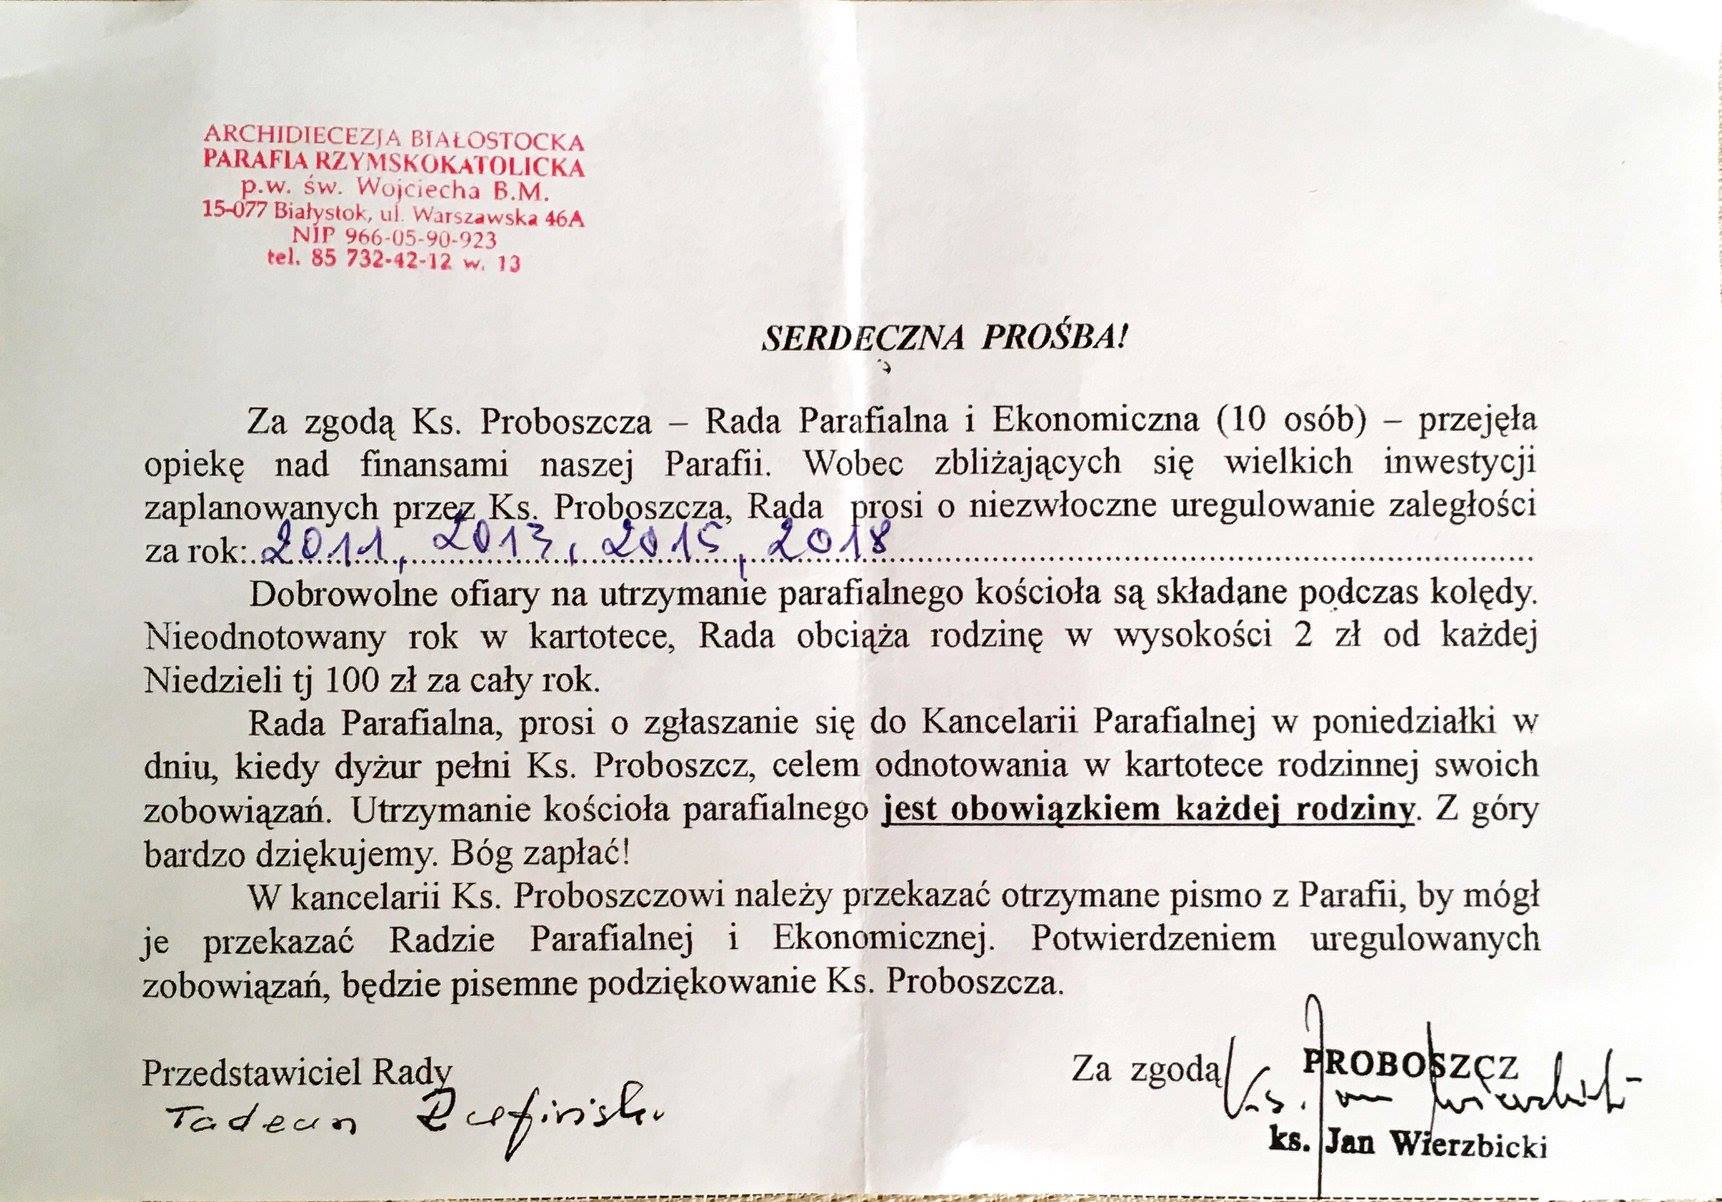 ARCHIDIECEZJA BIAŁOSTOCKA
PARAFIA RZYMSKOKATOLICKA
p.w. św. Wojciecha B.M.
15-077 Białystok, ul. Warszawska 46A
NIP 966-05-90-923
tel. 85 732-42-12 w. 13
SERDECZNA PROŚBA!
Za zgodą Ks. Proboszcza – Rada Parafialna i Ekonomiczna (10 osób) – przejęła
opiekę nad finansami naszej Parafii. Wobec zbliżających się wielkich inwestycji
zaplanowanych przez Ks. Proboszcza, Rada prosi o niezwłoczne uregulowanie zaległości
za rok: 2011, 2013, 2015, 2018
Dobrowolne ofiary na utrzymanie parafialnego kościoła są składane podczas kolędy.
Nieodnotowany rok w kartotece, Rada obciąża rodzinę w wysokości 2 zł od każdej
Niedzieli tj 100 zł za cały rok.
Rada Parafialna, prosi o zgłaszanie się do Kancelarii Parafialnej w poniedziałki w
dniu, kiedy dyżur pełni Ks. Proboszcz, celem odnotowania w kartotece rodzinnej swoich
zobowiązań. Utrzymanie kościoła parafialnego jest obowiązkiem każdej rodziny. Z góry
bardzo dziękujemy. Bóg zapłać!
W kancelarii Ks. Proboszczowi należy przekazać otrzymane pismo z Parafii, by mógł
je przekazać Radzie Parafialnej i Ekonomicznej. Potwierdzeniem uregulowanych
zobowiązań, będzie pisemne podziękowanie Ks. Proboszcza.
Przedstawiciel Rady
Za zgodą
PROBOSZCZ
Ks. Jan Wierzbicki
ks. Jan Wierzbicki